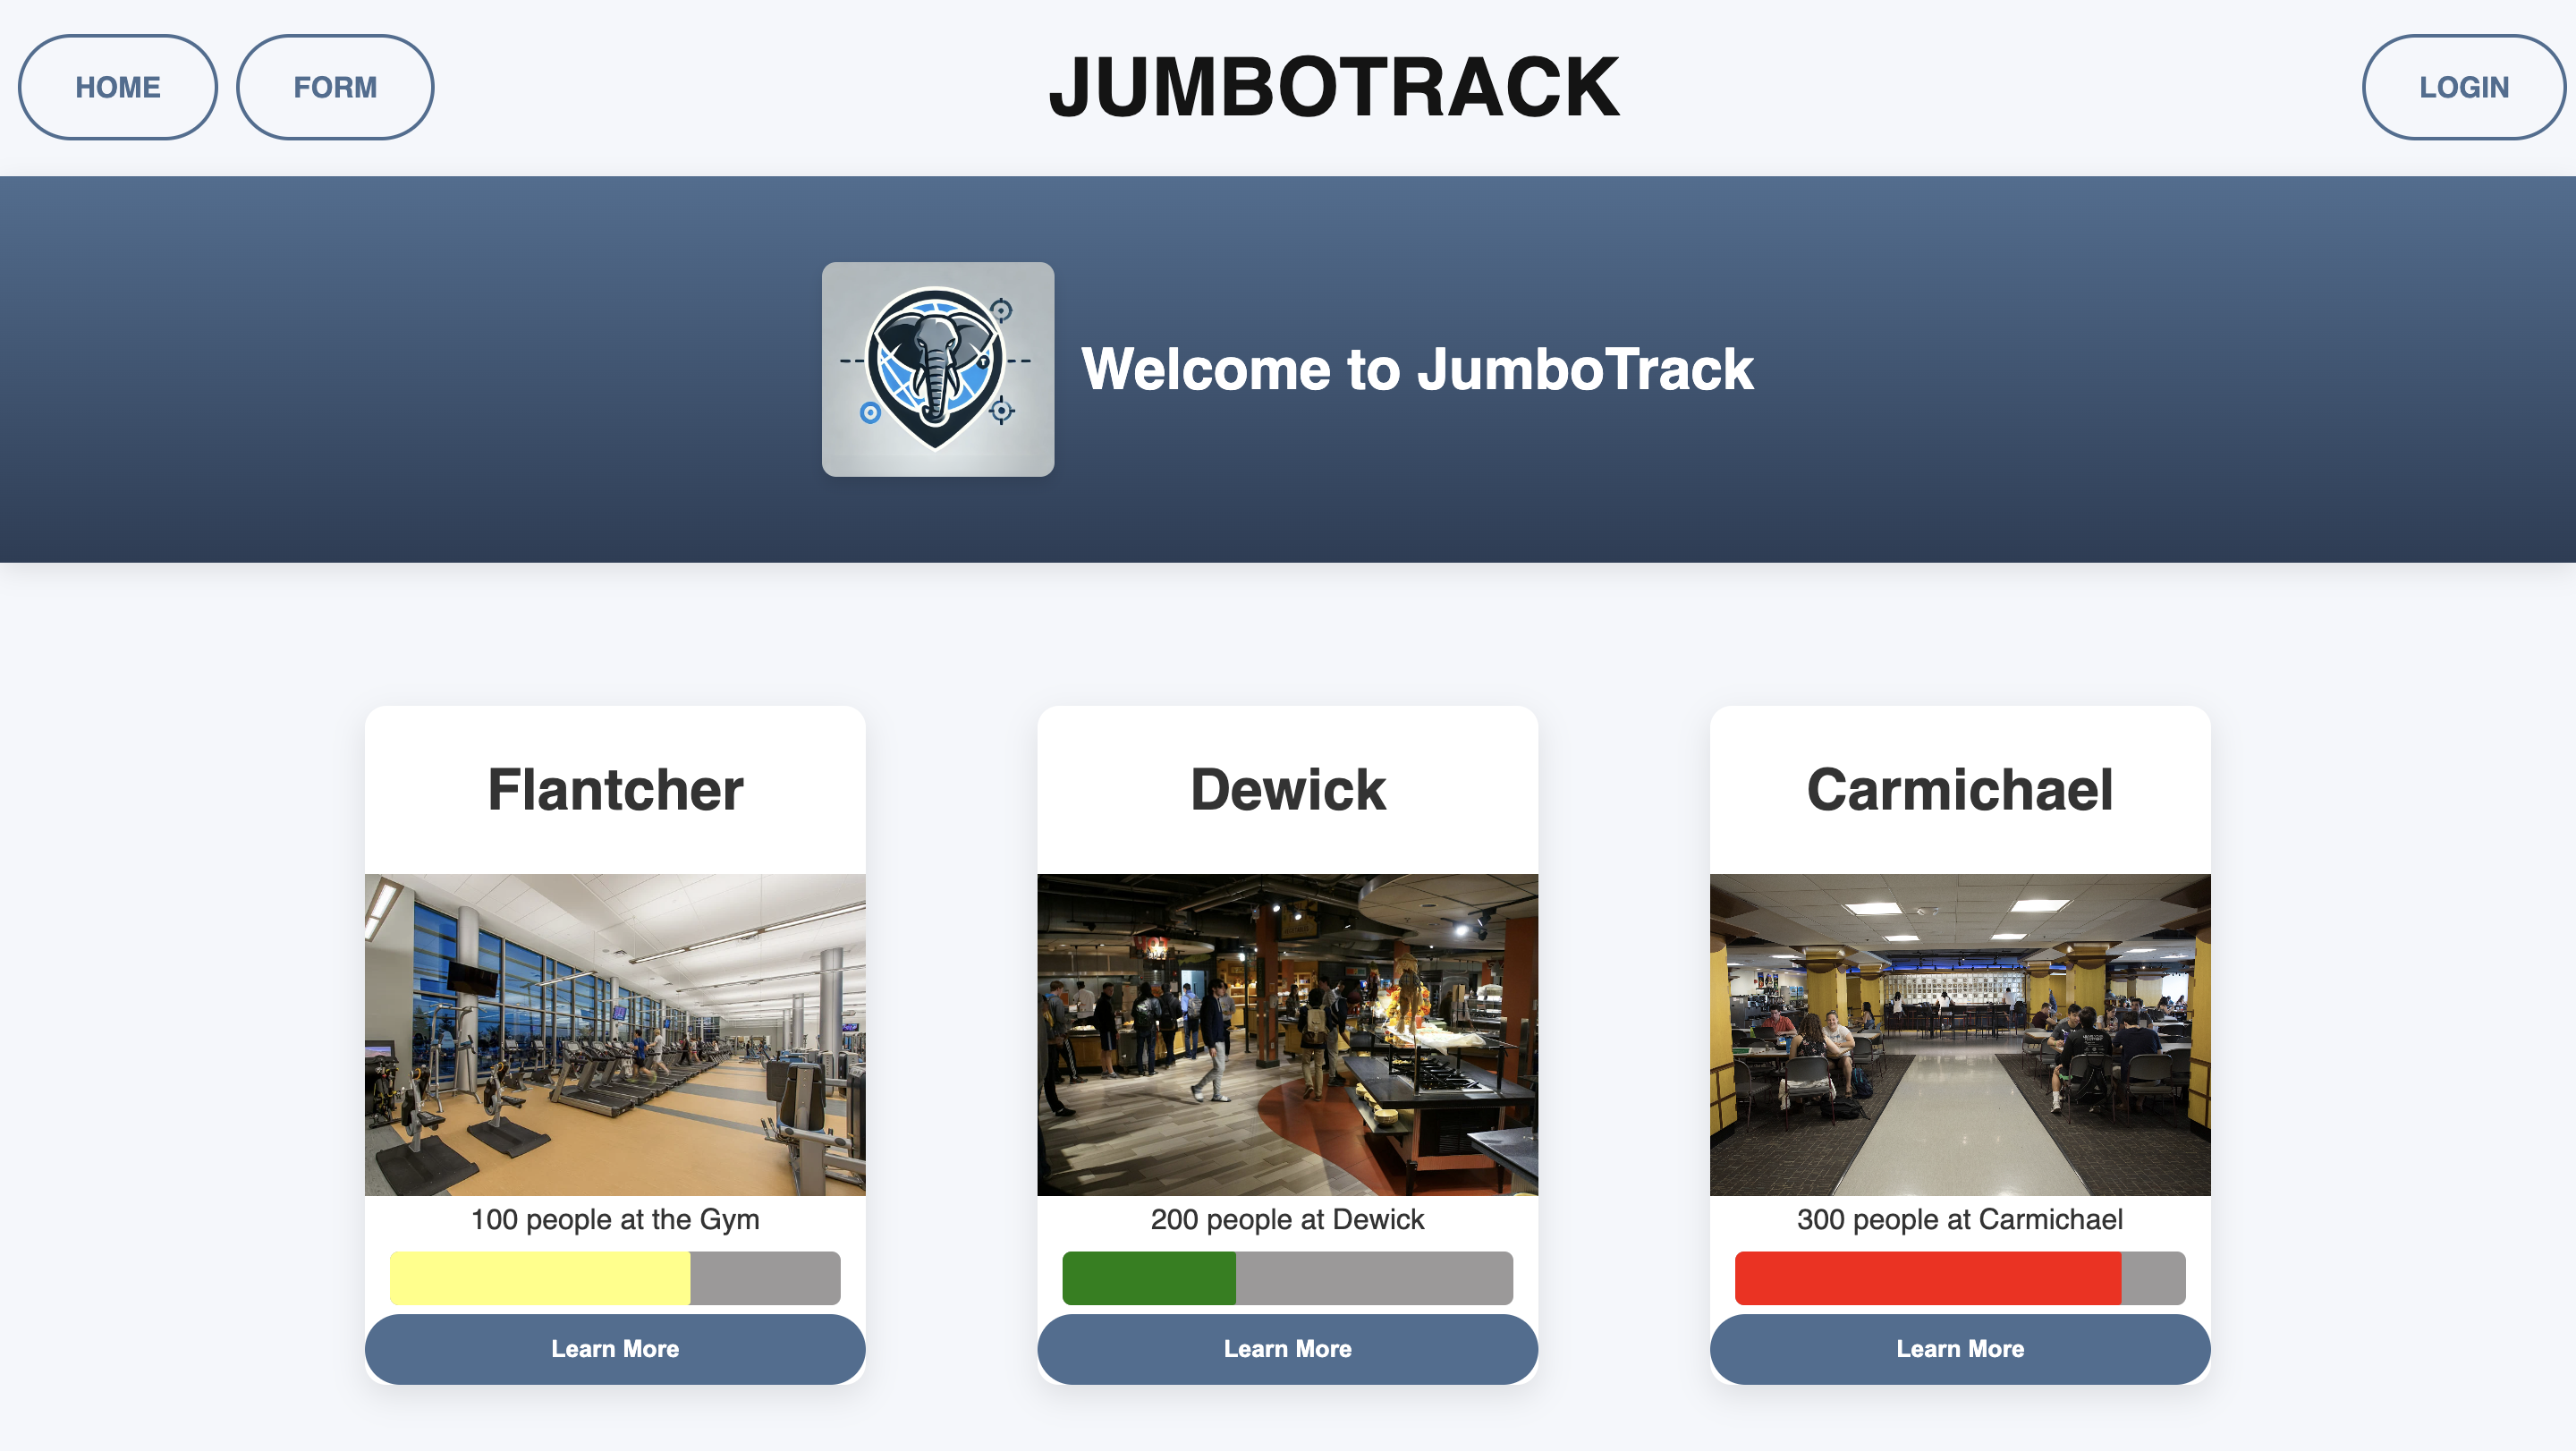 HOME
FORM
JUMBOTRACK
LOGIN
Welcome to JumboTrack
Flantcher
Dewick
Carmichael
100 people at the Gym
200 people at Dewick
300 people at Carmichael
Learn More
Learn More
Learn More